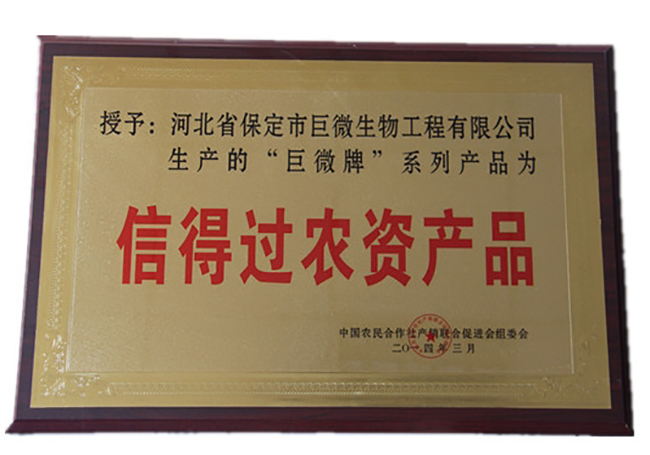 授予：河北省保定市巨微生物工程有限公司
生产的“巨微牌”系列产品为
信得过农资产品
中国农民合作社产销联合促进会组委会
二〇一四年三月